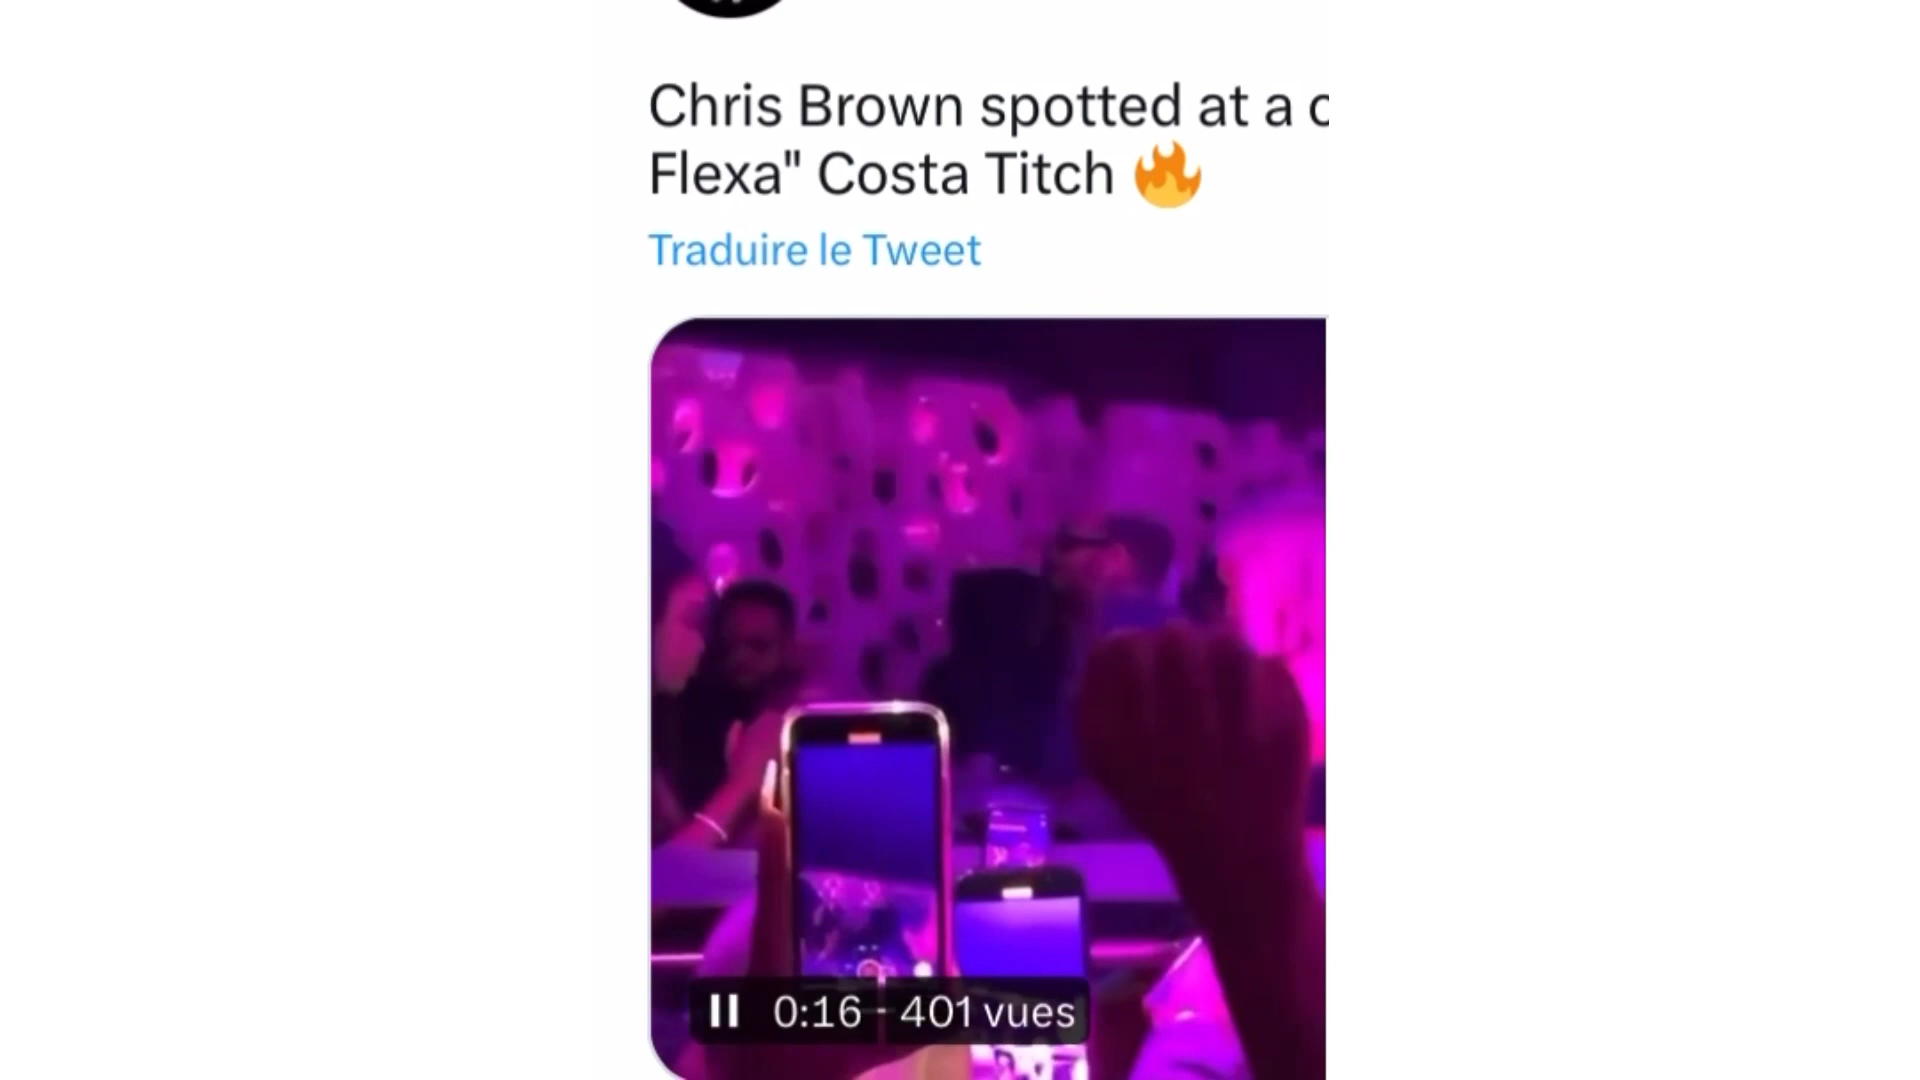 Chris Brown spotted at a
Flexa" Costa Titch 🔥
Traduire le Tweet
0:16 · 401 vues